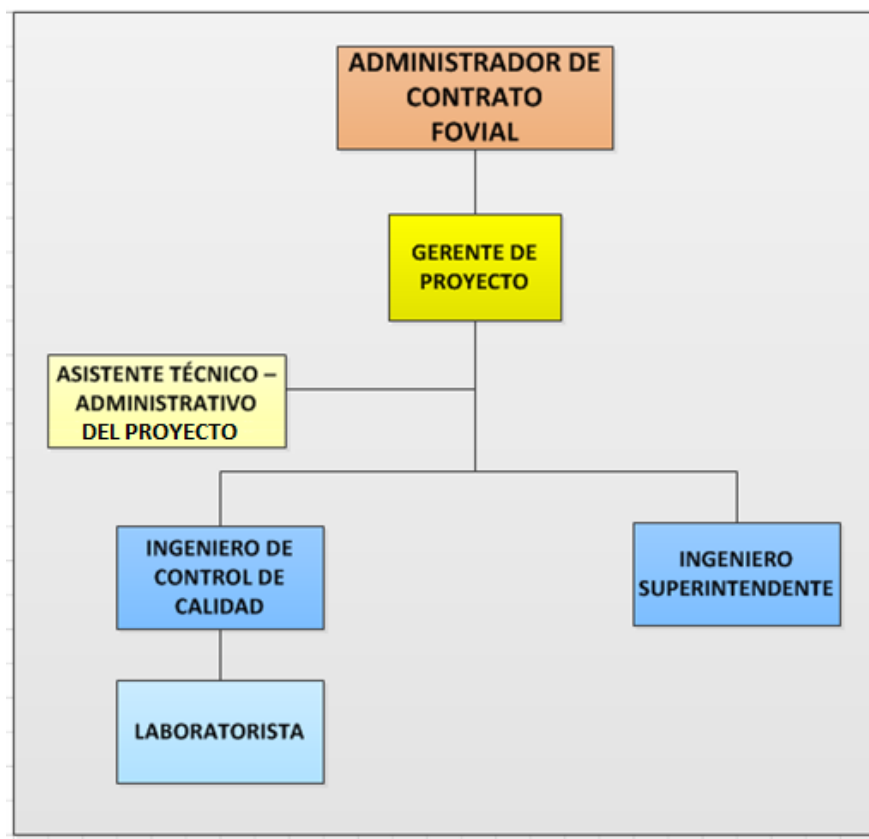 ADMINISTRADOR DE
CONTRATO
FOVIAL
GERENTE DE
PROYECTO
ASISTENTE TÉCNICO –
ADMINISTRATIVO
DEL PROYECTO
INGENIERO DE
CONTROL DE
CALIDAD
INGENIERO
SUPERINTENDENTE
LABORATORISTA